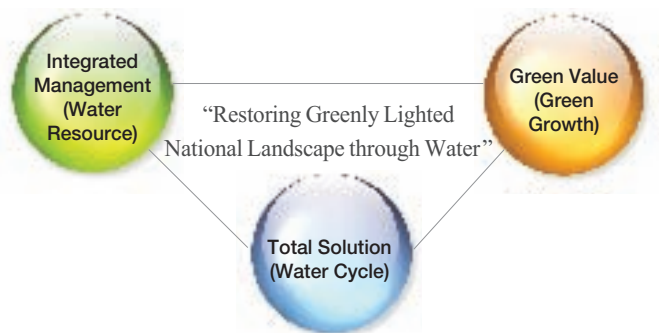 Integrated
Management
(Water
Resource)
Green Value
(Green
Growth)
“Restoring Greenly Lighted
National Landscape through Water”
Total Solution
(Water Cycle)